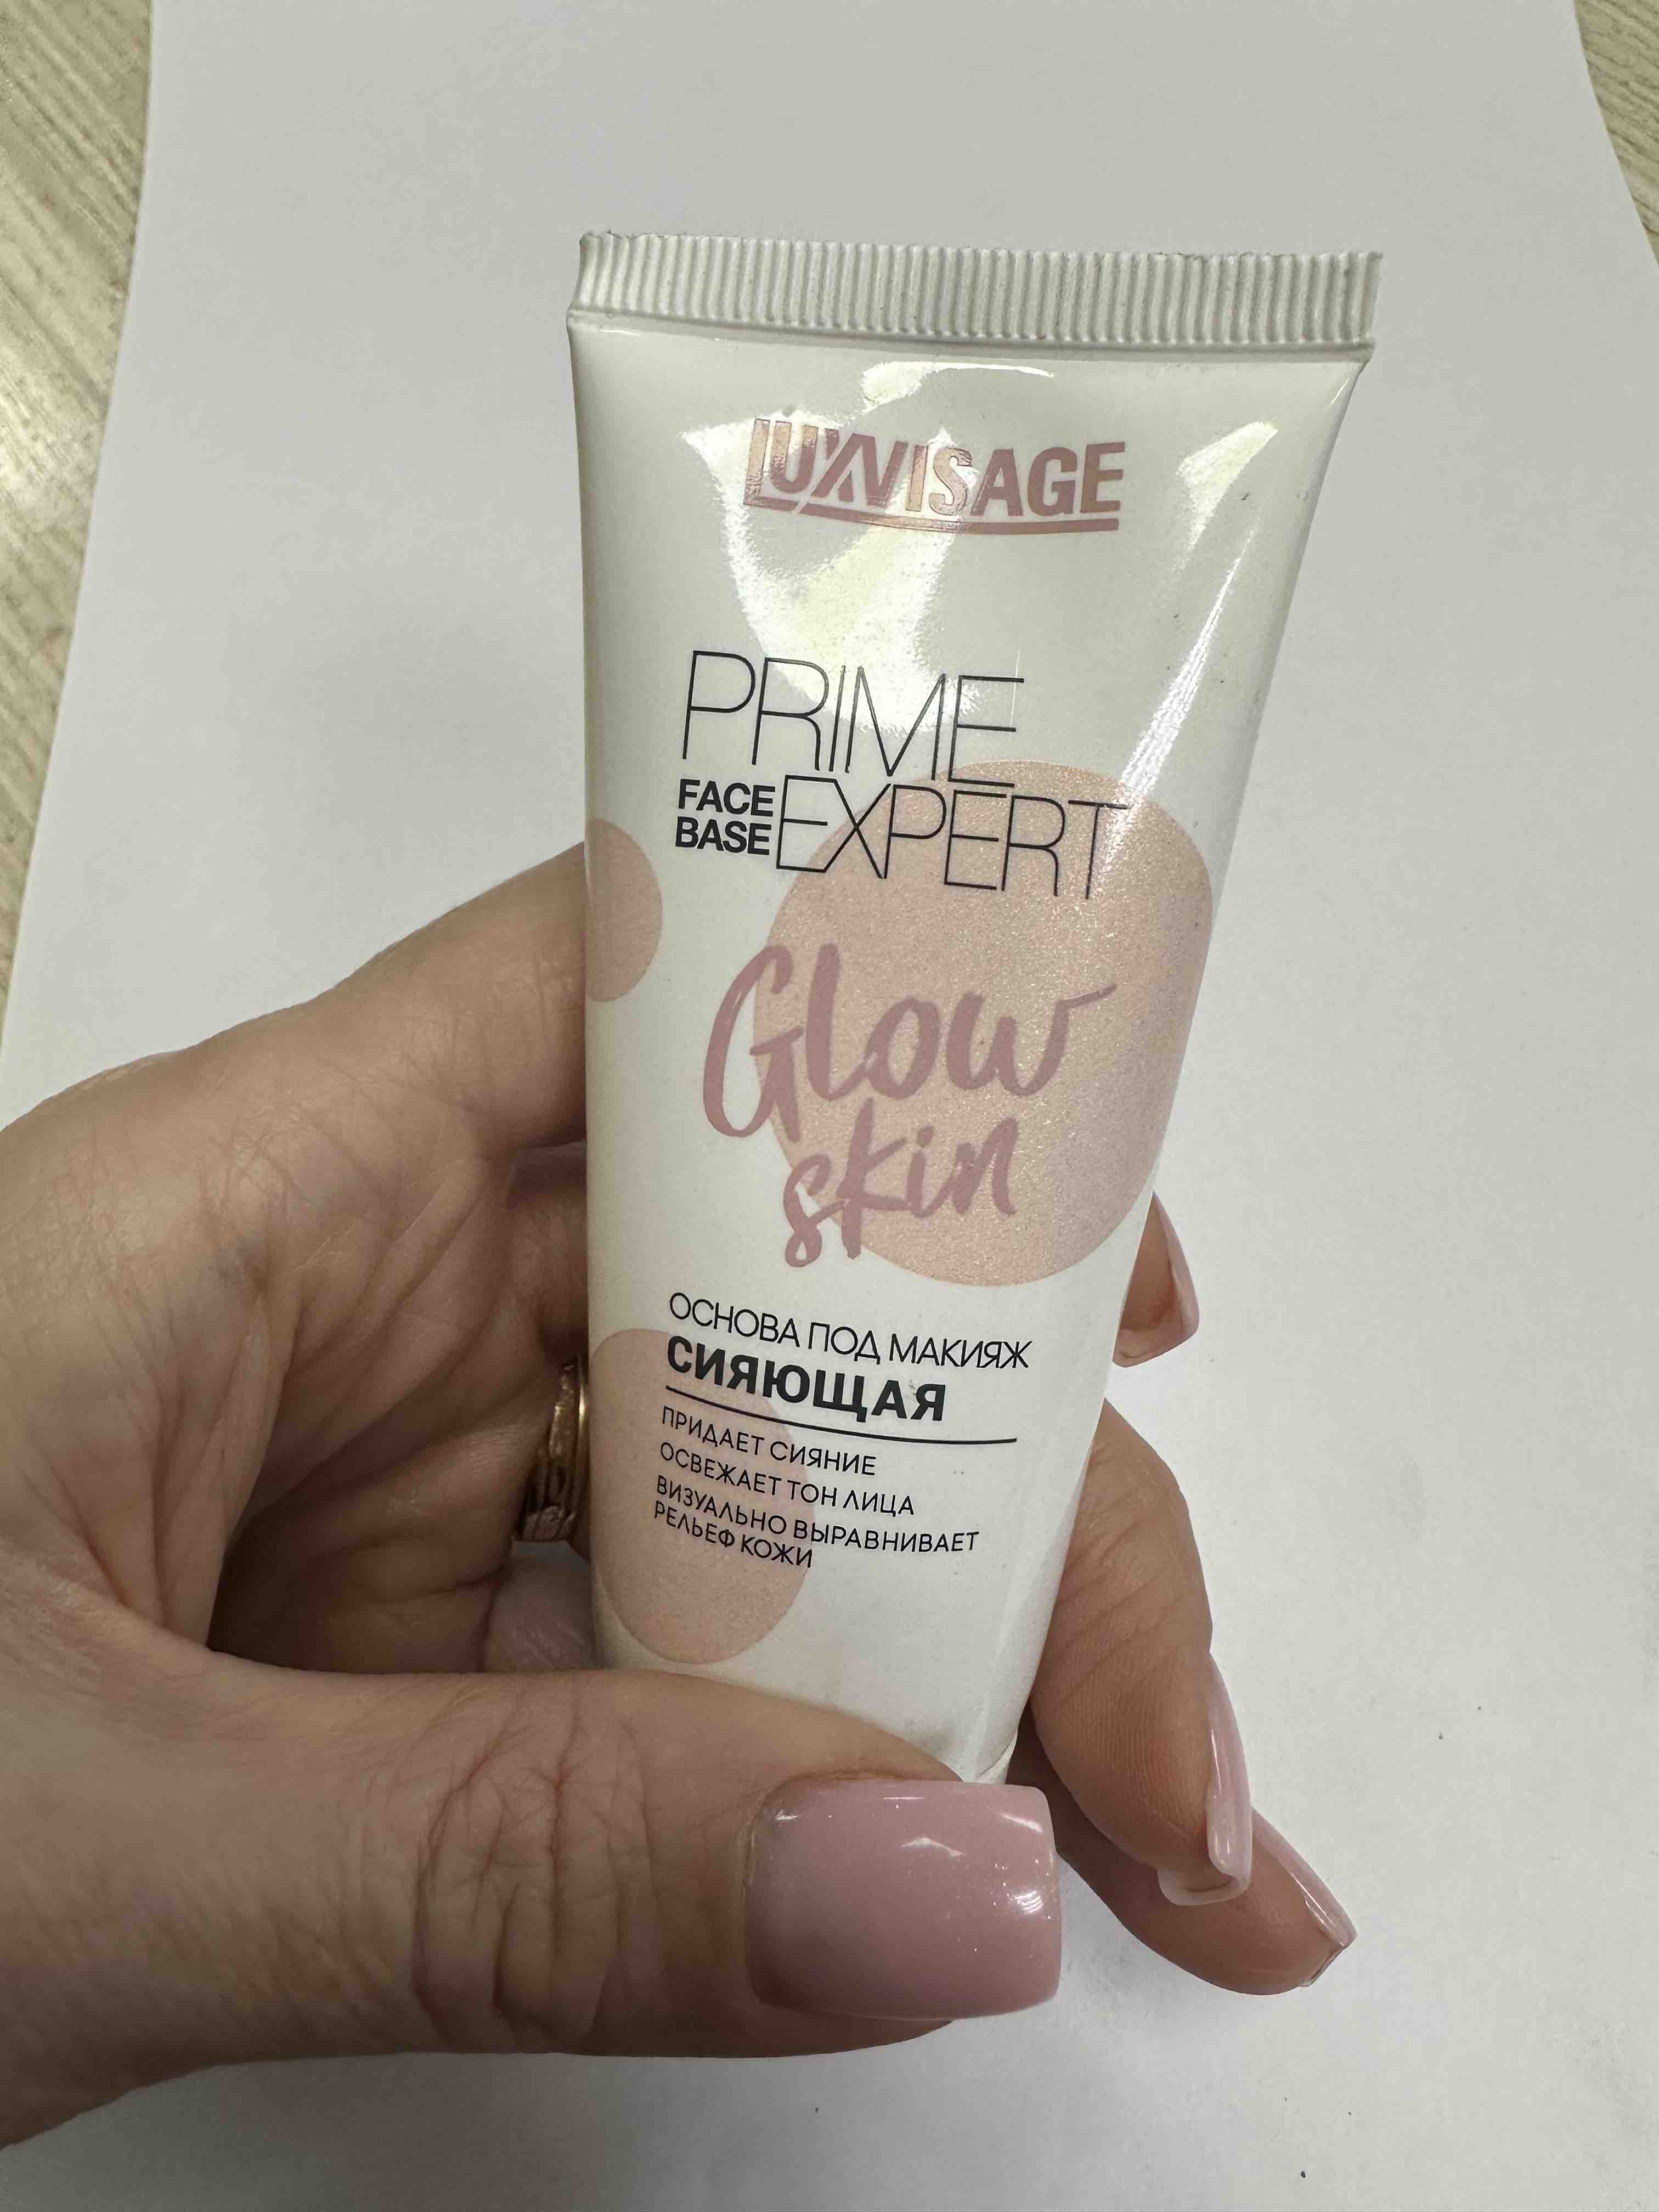 LUXVISAGE
PRIME
FACE
BASE EXPERT
Glow
skin
ОСНОВА ПОД МАКИЯЖ
СИЯЮЩАЯ
ПРИДАЕТ СИЯНИЕ
ОСВЕЖАЕТ ТОН ЛИЦА
ВИЗУАЛЬНО ВЫРАВНИВАЕТ
РЕЛЬЕФ КОЖИ